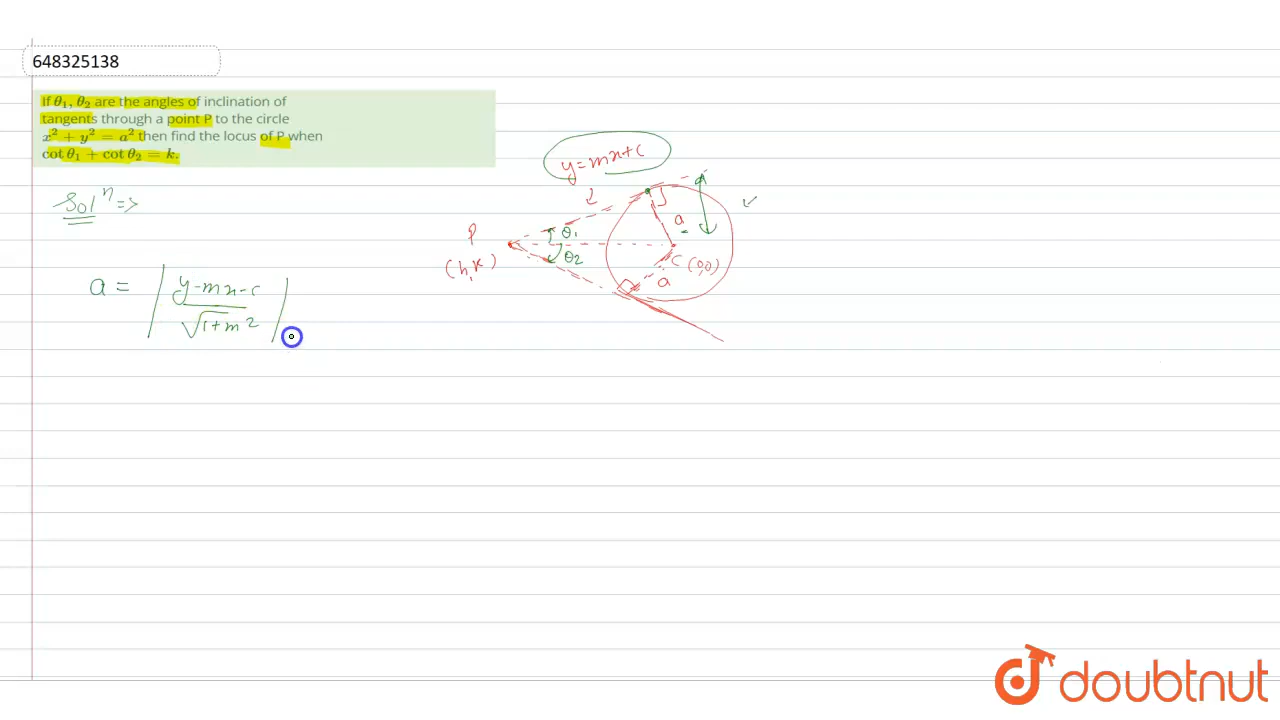 648325138
If θ₁, θ₂ are the angles of inclination of
tangents through a point P to the circle
x² + y² = a² then find the locus of P when
cot θ₁ + cot θ₂ = k.
Solⁿ =>
y=mx+c
P
(h,k)
θ₁
θ2
a
C (0,0)
a
a = | y-mx-c / √1+m² |
doubtnut